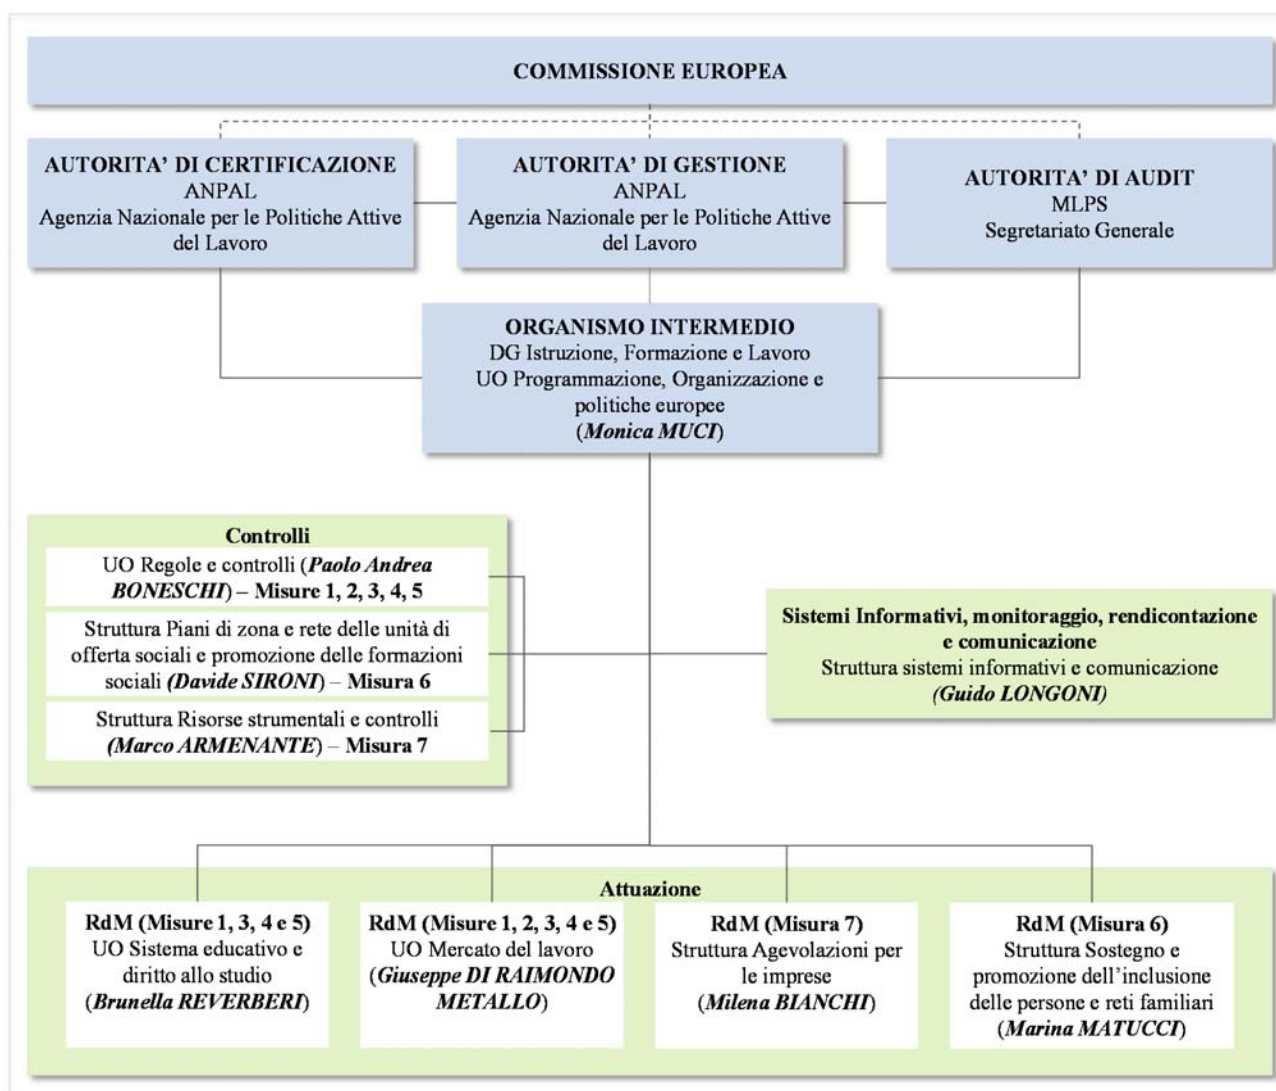 COMMISSIONE EUROPEA
AUTORITA’ DI CERTIFICAZIONE
ANPAL
Agenzia Nazionale per le Politiche Attive
del Lavoro
AUTORITA’ DI GESTIONE
ANPAL
Agenzia Nazionale per le Politiche Attive
del Lavoro
AUTORITA’ DI AUDIT
MLPS
Segretariato Generale
ORGANISMO INTERMEDIO
DG Istruzione, Formazione e Lavoro
UO Programmazione, Organizzazione e
politiche europee
(Monica MUCI)
Controlli
UO Regole e controlli (Paolo Andrea
BONESCHI) – Misure 1, 2, 3, 4, 5
Struttura Piani di zona e rete delle unità di
offerta sociali e promozione delle formazioni
sociali (Davide SIRONI) – Misura 6
Struttura Risorse strumentali e controlli
(Marco ARMENANTE) – Misura 7
Sistemi Informativi, monitoraggio, rendicontazione
e comunicazione
Struttura sistemi informativi e comunicazione
(Guido LONGONI)
Attuazione
RdM (Misure 1, 3, 4 e 5)
UO Sistema educativo e
diritto allo studio
(Brunella REVERBERI)
RdM (Misure 1, 2, 3, 4 e 5)
UO Mercato del lavoro
(Giuseppe DI RAIMONDO
METALLO)
RdM (Misura 7)
Struttura Agevolazioni per
le imprese
(Milena BIANCHI)
RdM (Misura 6)
Struttura Sostegno e
promozione dell’inclusione
delle persone e reti familiari
(Marina MATUCCI)